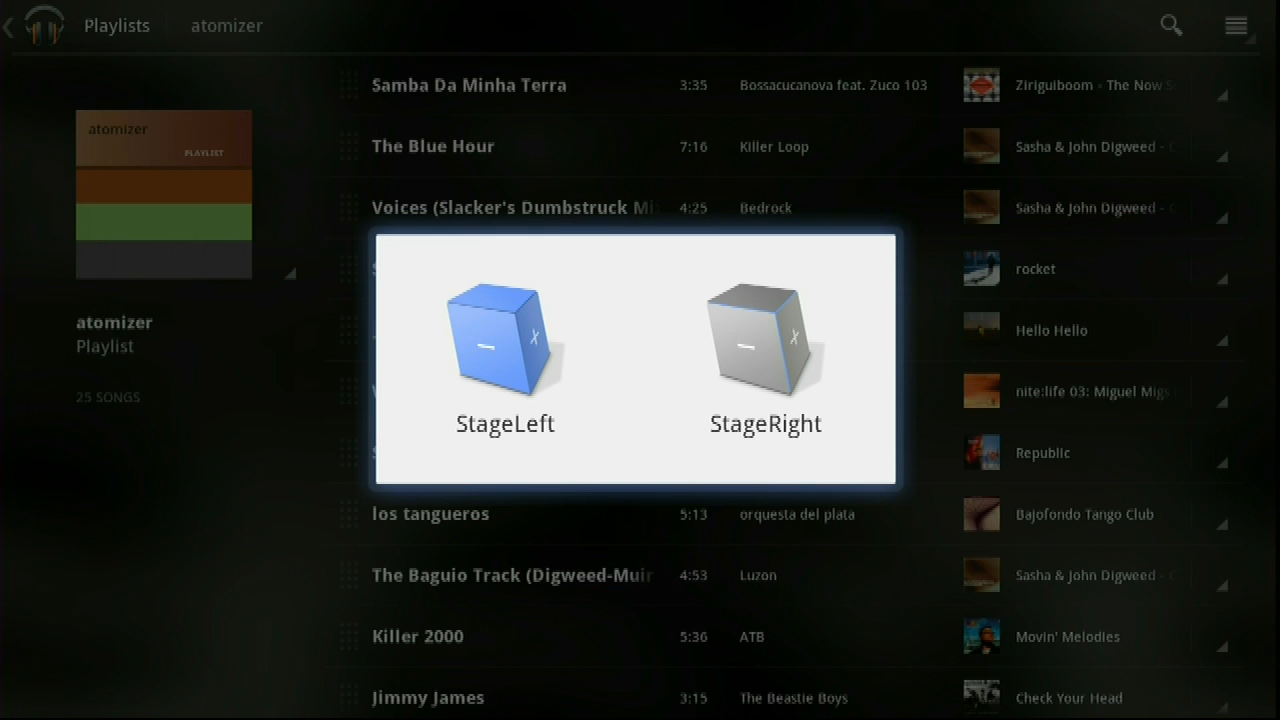 Playlists atomizer
Samba Da Minha Terra 3:35 Bossacucanova feat. Zuco 103 Ziriguiboom - The Now
atomizer
PLAYLIST
The Blue Hour 7:16 Killer Loop Sasha & John Digweed -
Voices (Slacker's Dumbstruck 4:25 Bedrock Sasha & John Digweed -
rocket
atomizer
Playlist
Hello Hello
25 SONGS
nite:life 03: Miguel Migs
StageLeft StageRight
Republic
los tangueros 5:13 orquesta del plata Bajofondo Tango Club
The Baguio Track (Digweed-Muir 4:53 Luzon Sasha & John Digweed -
Killer 2000 5:36 ATB Movin' Melodies
Jimmy James 3:15 The Beastie Boys Check Your Head